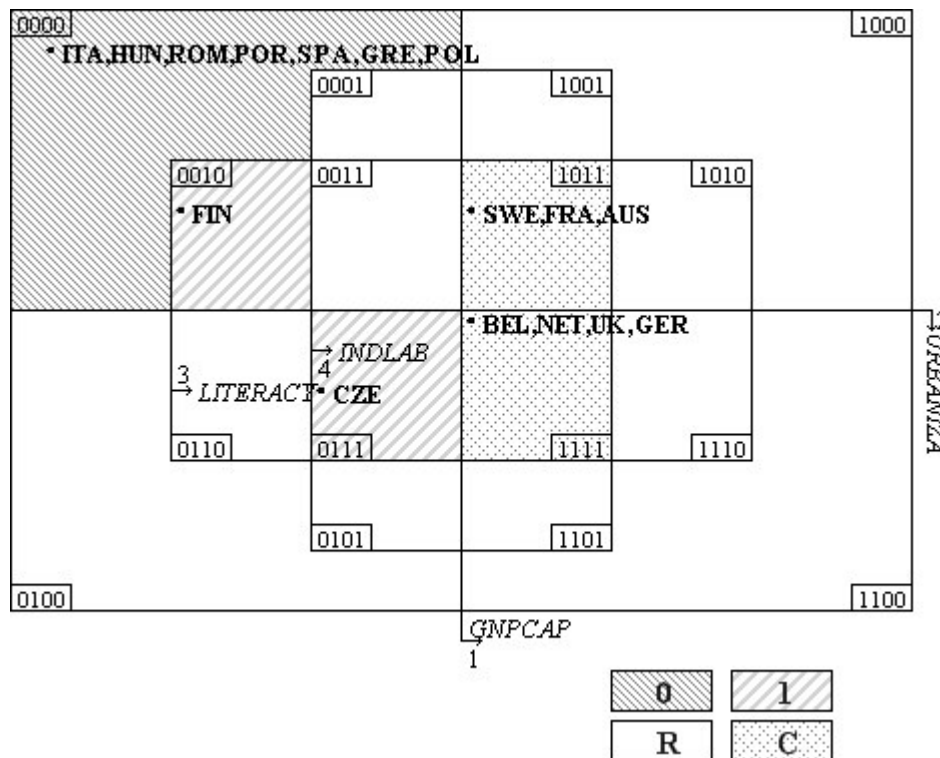 0000 1000
ITA,HUN,ROM,POR,SPA,GRE,POL
0001 1001
0010 0011 1011 1010
FIN SWE,FRA,AUS
BEL,NET,UK,GER
INDLAB
4
3
LITERACY
CZE
URBANIZA
0110 0111 1111 1110
0101 1101
0100 1100
GNPCAP
1
0 1
R C